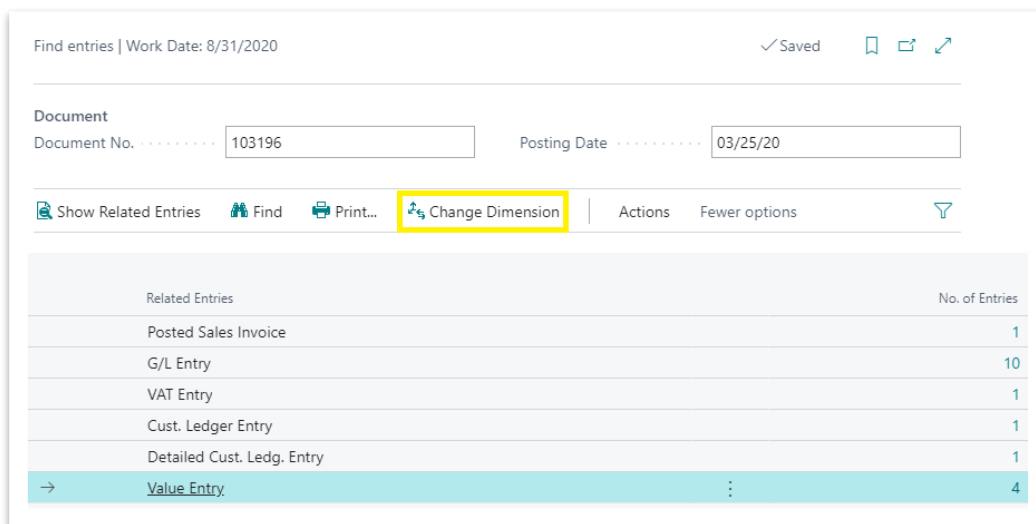 Find entries | Work Date: 8/31/2020 Saved
Document
Document No. 103196 Posting Date 03/25/20
Show Related Entries Find Print... Change Dimension Actions Fewer options
Related Entries No. of Entries
Posted Sales Invoice 1
G/L Entry 10
VAT Entry 1
Cust. Ledger Entry 1
Detailed Cust. Ledg. Entry 1
Value Entry 4